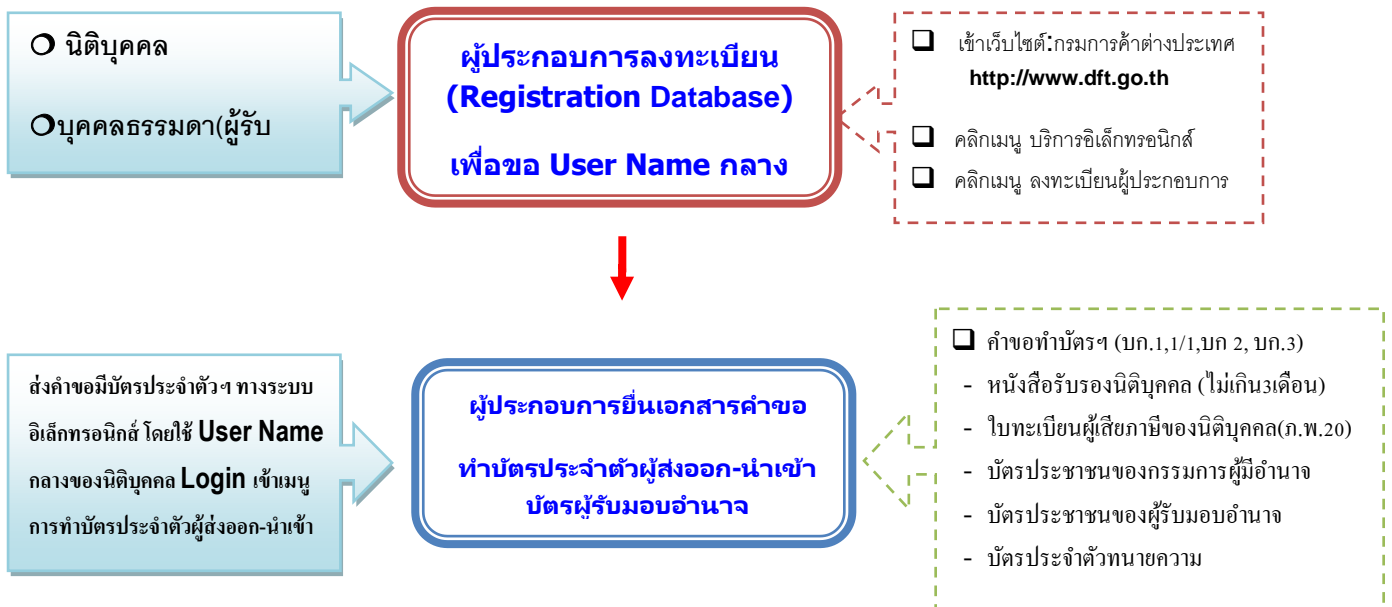 นิติบุคคล
บุคคลธรรมดา(ผู้รับ
ผู้ประกอบการลงทะเบียน
(Registration Database)
เพื่อขอ User Name กลาง
เข้าเว็บไซต์:กรมการค้าต่างประเทศ
http://www.dft.go.th
คลิกเมนู บริการอิเล็กทรอนิกส์
คลิกเมนู ลงทะเบียนผู้ประกอบการ
ส่งคำขอมีบัตรประจำตัวฯ ทางระบบ
อิเล็กทรอนิกส์ โดยใช้ User Name
กลางของนิติบุคคล Login เข้าเมนู
การทำบัตรประจำตัวผู้ส่งออก-นำเข้า
ผู้ประกอบการยื่นเอกสารคำขอ
ทำบัตรประจำตัวผู้ส่งออก-นำเข้า
บัตรผู้รับมอบอำนาจ
คำขอทำบัตรฯ (บก.1,1/1,บก 2, บก.3)
- หนังสือรับรองนิติบุคคล (ไม่เกิน3เดือน)
- ใบทะเบียนผู้เสียภาษีของนิติบุคคล(ภ.พ.20)
- บัตรประชาชนของกรรมการผู้มีอำนาจ
- บัตรประชาชนของผู้รับมอบอำนาจ
- บัตรประจำตัวทนายความ